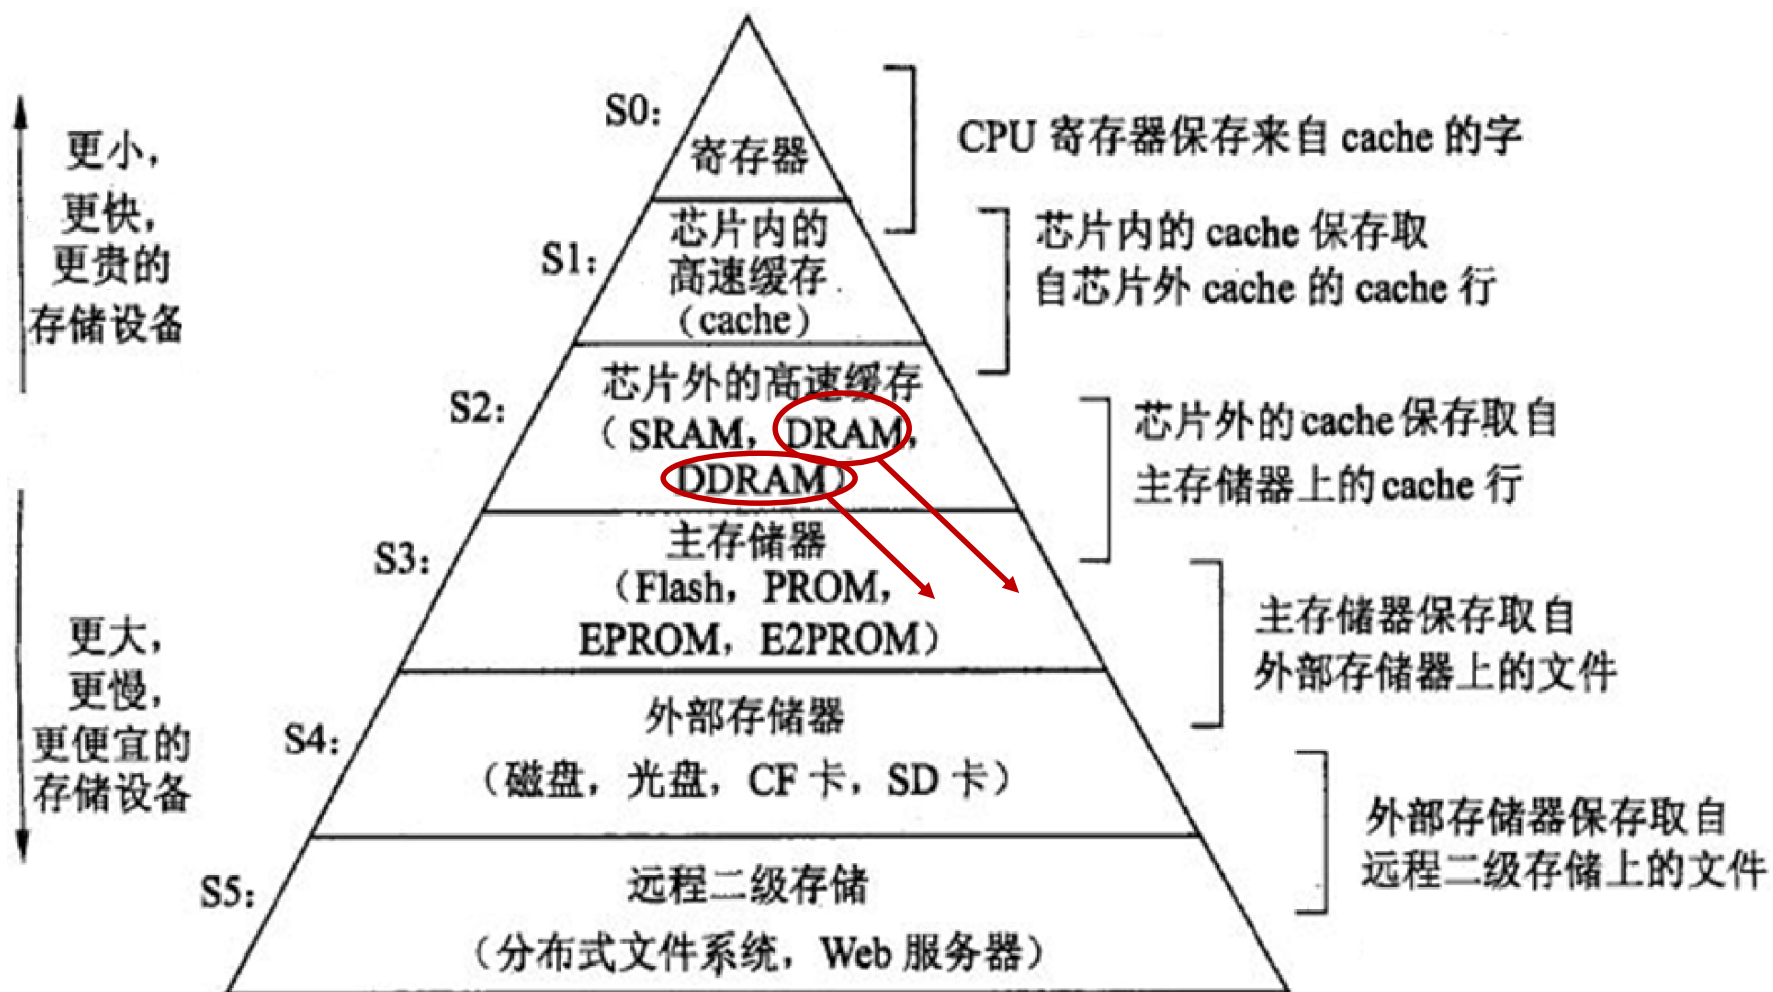 更小，
更快，
更贵的
存储设备
更大，
更慢，
更便宜的
存储设备
S0：
寄存器
S1：
芯片内的
高速缓存
（cache）
S2：
芯片外的高速缓存
（SRAM，DRAM，
DDRAM）
S3：
主存储器
（Flash，PROM，
EPROM，E2PROM）
S4：
外部存储器
（磁盘，光盘，CF 卡，SD 卡）
S5：
远程二级存储
（分布式文件系统，Web 服务器）
CPU 寄存器保存来自 cache 的字
芯片内的 cache 保存取
自芯片外 cache 的 cache 行
芯片外的cache保存取自
主存储器上的cache 行
主存储器保存取自
外部存储器上的文件
外部存储器保存取自
远程二级存储上的文件